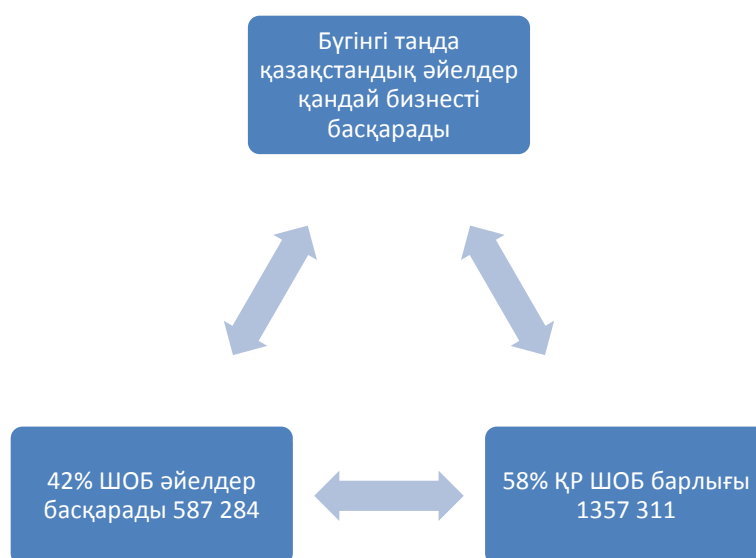 Бүгінгі таңда
қазақстандық әйелдер
қандай бизнесті
басқарады
42% ШОБ әйелдер
басқарады 587 284
58% ҚР ШОБ барлығы
1357 311